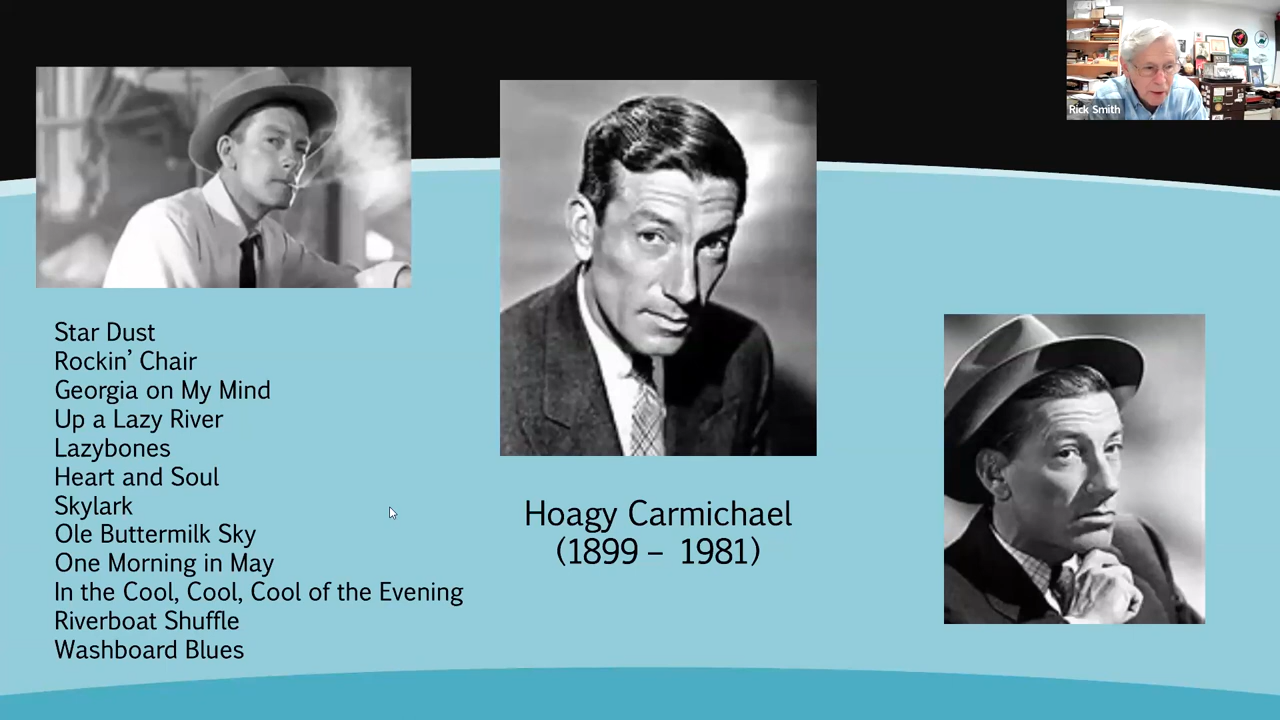 Rick Smith
Star Dust
Rockin’ Chair
Georgia on My Mind
Up a Lazy River
Lazybones
Heart and Soul
Skylark
Ole Buttermilk Sky
One Morning in May
In the Cool, Cool, Cool of the Evening
Riverboat Shuffle
Washboard Blues
Hoagy Carmichael
(1899 – 1981)